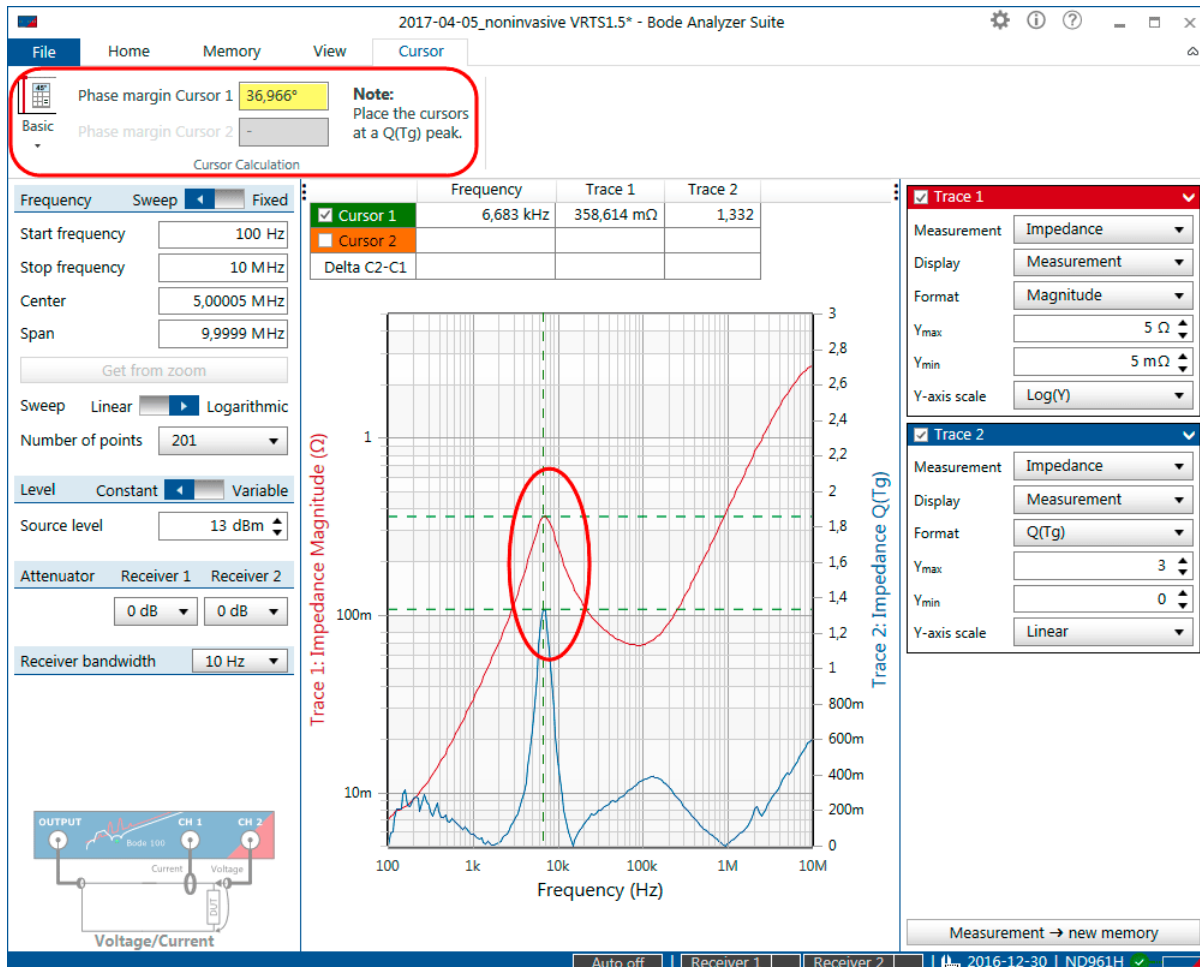 2017-04-05_noninvasive VRTS1.5* - Bode Analyzer Suite
File Home Memory View Cursor
45°
Basic
Phase margin Cursor 1 36,966°
Phase margin Cursor 2 -
Note:
Place the cursors
at a Q(Tg) peak.
Cursor Calculation
Frequency Sweep Fixed
Start frequency 100 Hz
Stop frequency 10 MHz
Center 5,00005 MHz
Span 9,9999 MHz
Get from zoom
Sweep Linear Logarithmic
Number of points 201
Level Constant Variable
Source level 13 dBm
Attenuator Receiver 1 Receiver 2
0 dB 0 dB
Receiver bandwidth 10 Hz
OUTPUT CH 1 CH 2
Bode 100
Current Voltage
DUT
Voltage/Current
Frequency Trace 1 Trace 2
Cursor 1 6,683 kHz 358,614 mΩ 1,332
Cursor 2
Delta C2-C1
Trace 1: Impedance Magnitude (Ω)
1
100m
10m
3
2,8
2,6
2,4
2,2
2
1,8
1,6
1,4
1,2
1
800m
600m
400m
200m
0
Trace 2: Impedance Q(Tg)
100 1k 10k 100k 1M 10M
Frequency (Hz)
Trace 1
Measurement Impedance
Display Measurement
Format Magnitude
Ymax 5 Ω
Ymin 5 mΩ
Y-axis scale Log(Y)
Trace 2
Measurement Impedance
Display Measurement
Format Q(Tg)
Ymax 3
Ymin 0
Y-axis scale Linear
Measurement → new memory
Auto off | Receiver 1 Receiver 2 | 2016-12-30 | ND961H